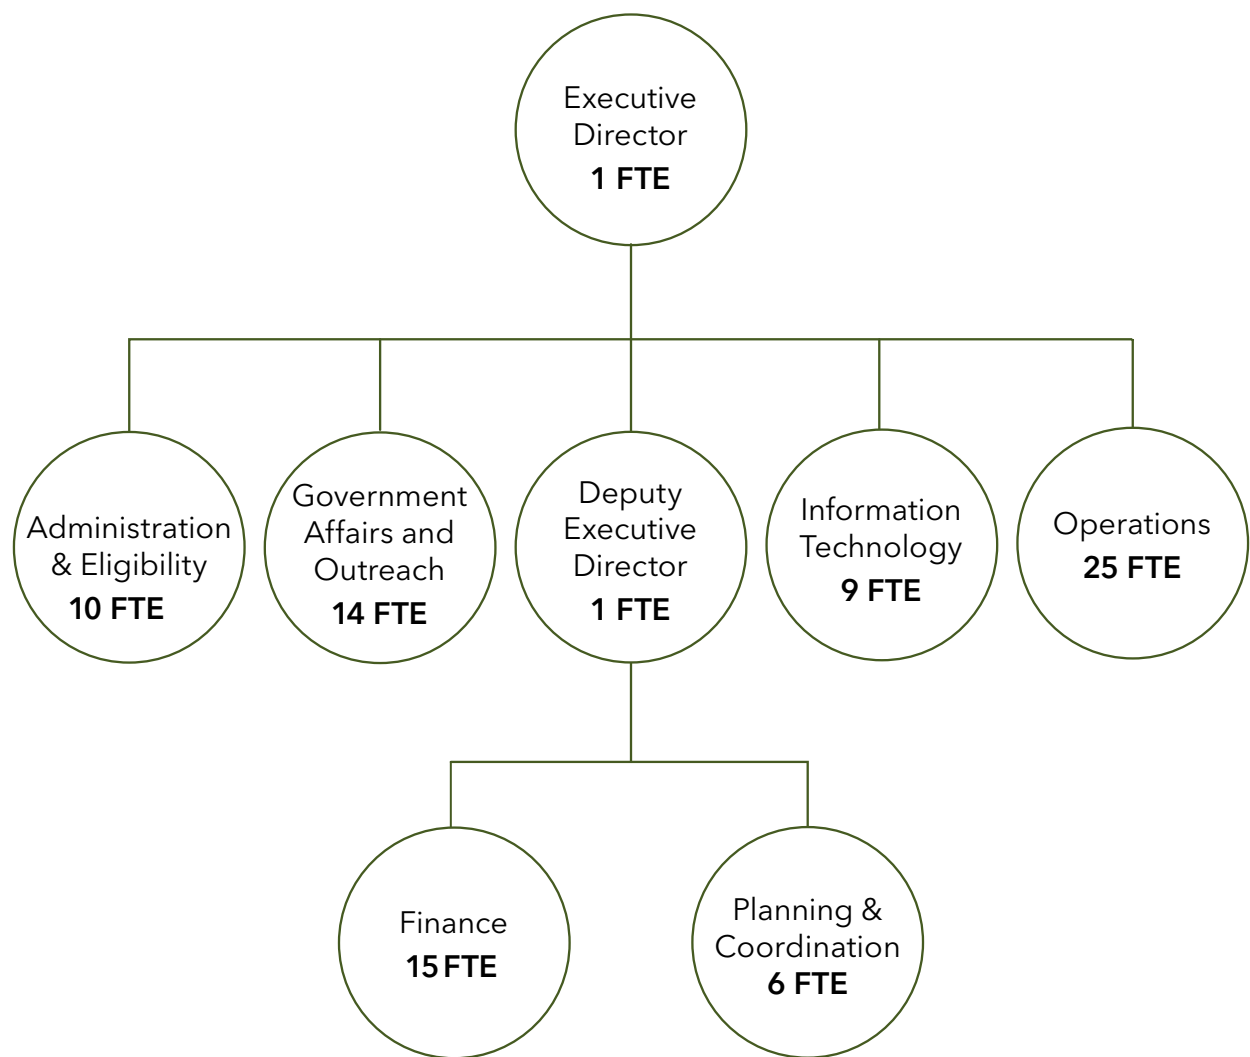 Executive
Director
1 FTE
Administration
& Eligibility
10 FTE
Government
Affairs and
Outreach
14 FTE
Deputy
Executive
Director
1 FTE
Information
Technology
9 FTE
Operations
25 FTE
Finance
15 FTE
Planning &
Coordination
6 FTE